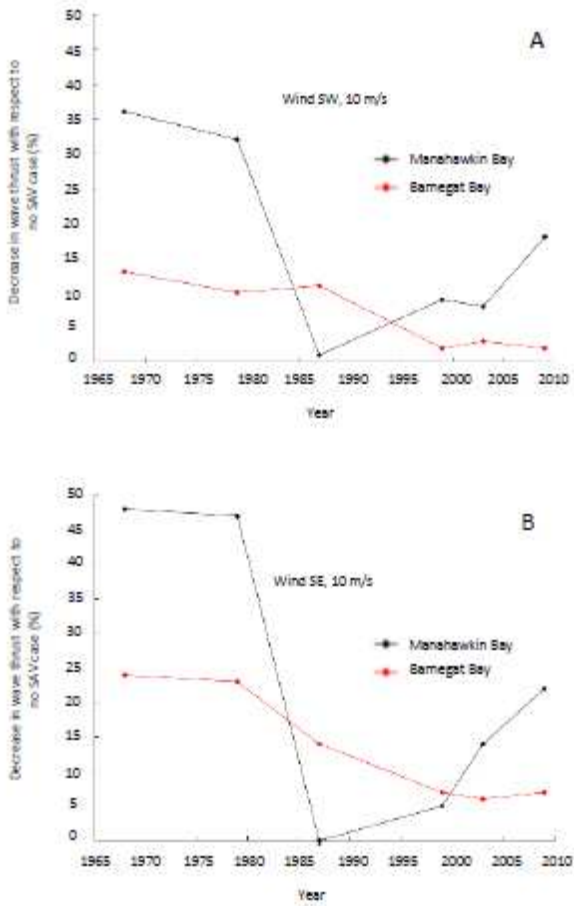 A
Wind SW, 10 m/s
Manahawkin Bay
Barnegat Bay
Decrease in wave thrust with respect to
no SAV case (%)
50
45
40
35
30
25
20
15
10
5
0
1965 1970 1975 1980 1985 1990 1995 2000 2005 2010
Year
B
Wind SE, 10 m/s
Manahawkin Bay
Barnegat Bay
Decrease in wave thrust with respect to
no SAV case (%)
50
45
40
35
30
25
20
15
10
5
0
1965 1970 1975 1980 1985 1990 1995 2000 2005 2010
Year